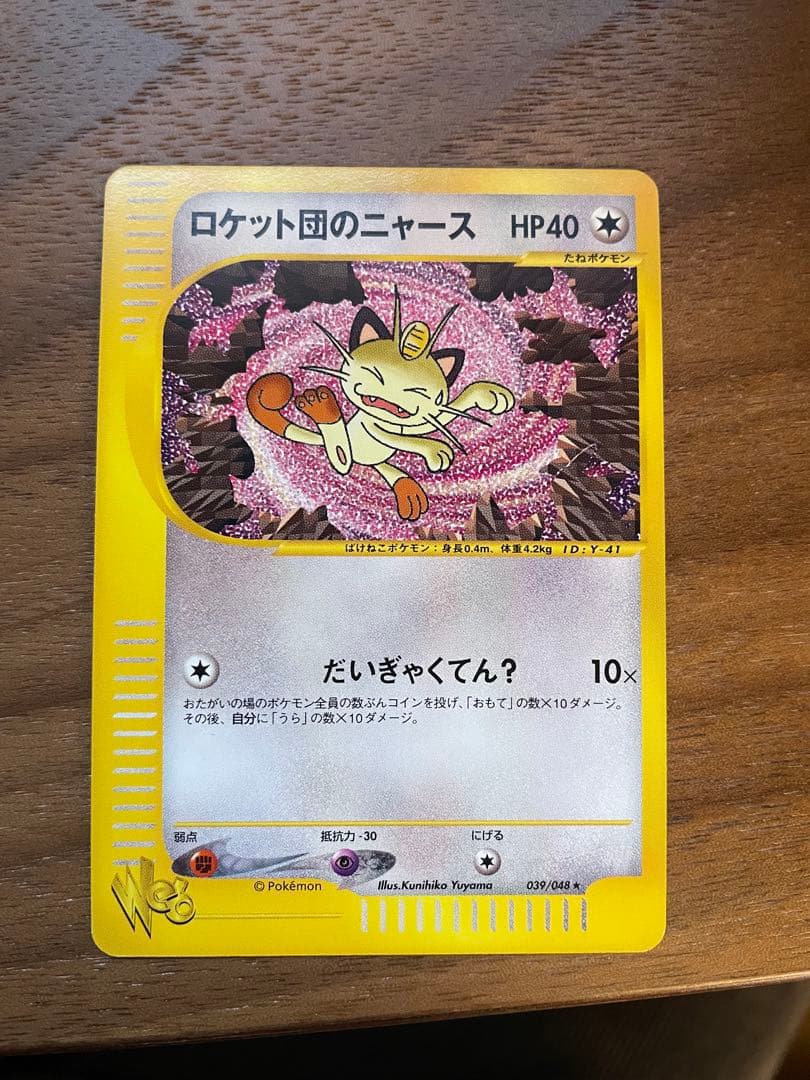 ロケット団のニャース HP40
たねポケモン
ばけねこポケモン：身長0.4m、体重4.2kg ID:Y-41
だいぎゃくてん？ 10×
おたがいの場のポケモン全員の数ぶんコインを投げ、「おもて」の数×10ダメージ。
その後、自分に「うら」の数×10ダメージ。
弱点 抵抗力 -30 にげる
© Pokémon Illus.Kunihiko Yuyama 039/048 ★
Web